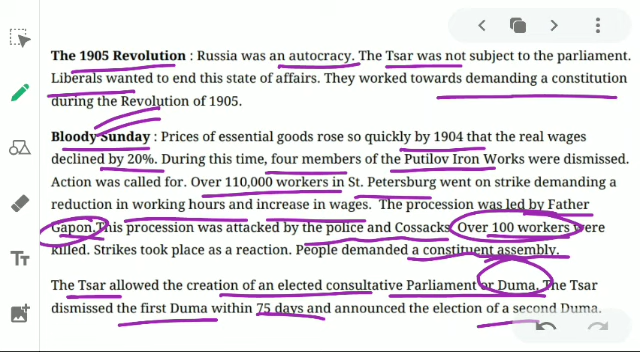 The 1905 Revolution : Russia was an autocracy. The Tsar was not subject to the parliament.
Liberals wanted to end this state of affairs. They worked towards demanding a constitution
during the Revolution of 1905.
Bloody Sunday : Prices of essential goods rose so quickly by 1904 that the real wages
declined by 20%. During this time, four members of the Putilov Iron Works were dismissed.
Action was called for. Over 110,000 workers in St. Petersburg went on strike demanding a
reduction in working hours and increase in wages. The procession was led by Father
Gapon.This procession was attacked by the police and Cossacks. Over 100 workers were
killed. Strikes took place as a reaction. People demanded a constituent assembly.
The Tsar allowed the creation of an elected consultative Parliament or Duma. The Tsar
dismissed the first Duma within 75 days and announced the election of a second Duma.
Tт